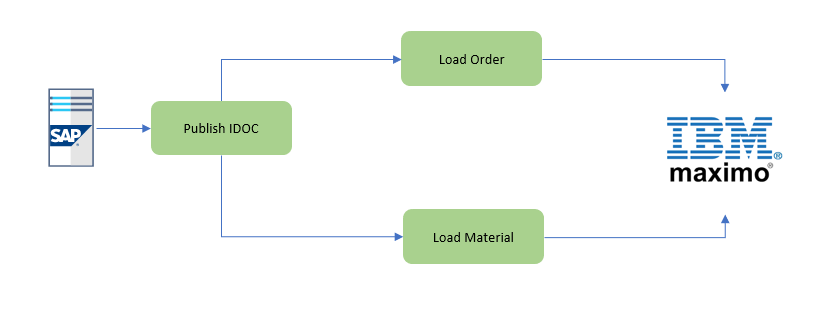 Load Order
SAP
Publish IDOC
IBM®
maximo®
Load Material